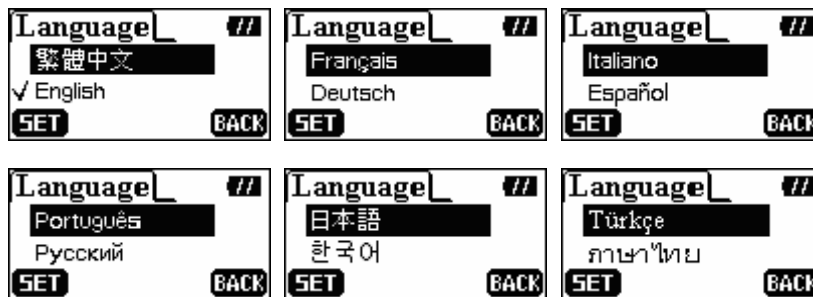 Language
繁體中文
✓ English
SET BACK
Language
Français
Deutsch
SET BACK
Language
Italiano
Español
SET BACK
Language
Português
Русский
SET BACK
Language
日本語
한국어
SET BACK
Language
Türkçe
ภาษาไทย
SET BACK